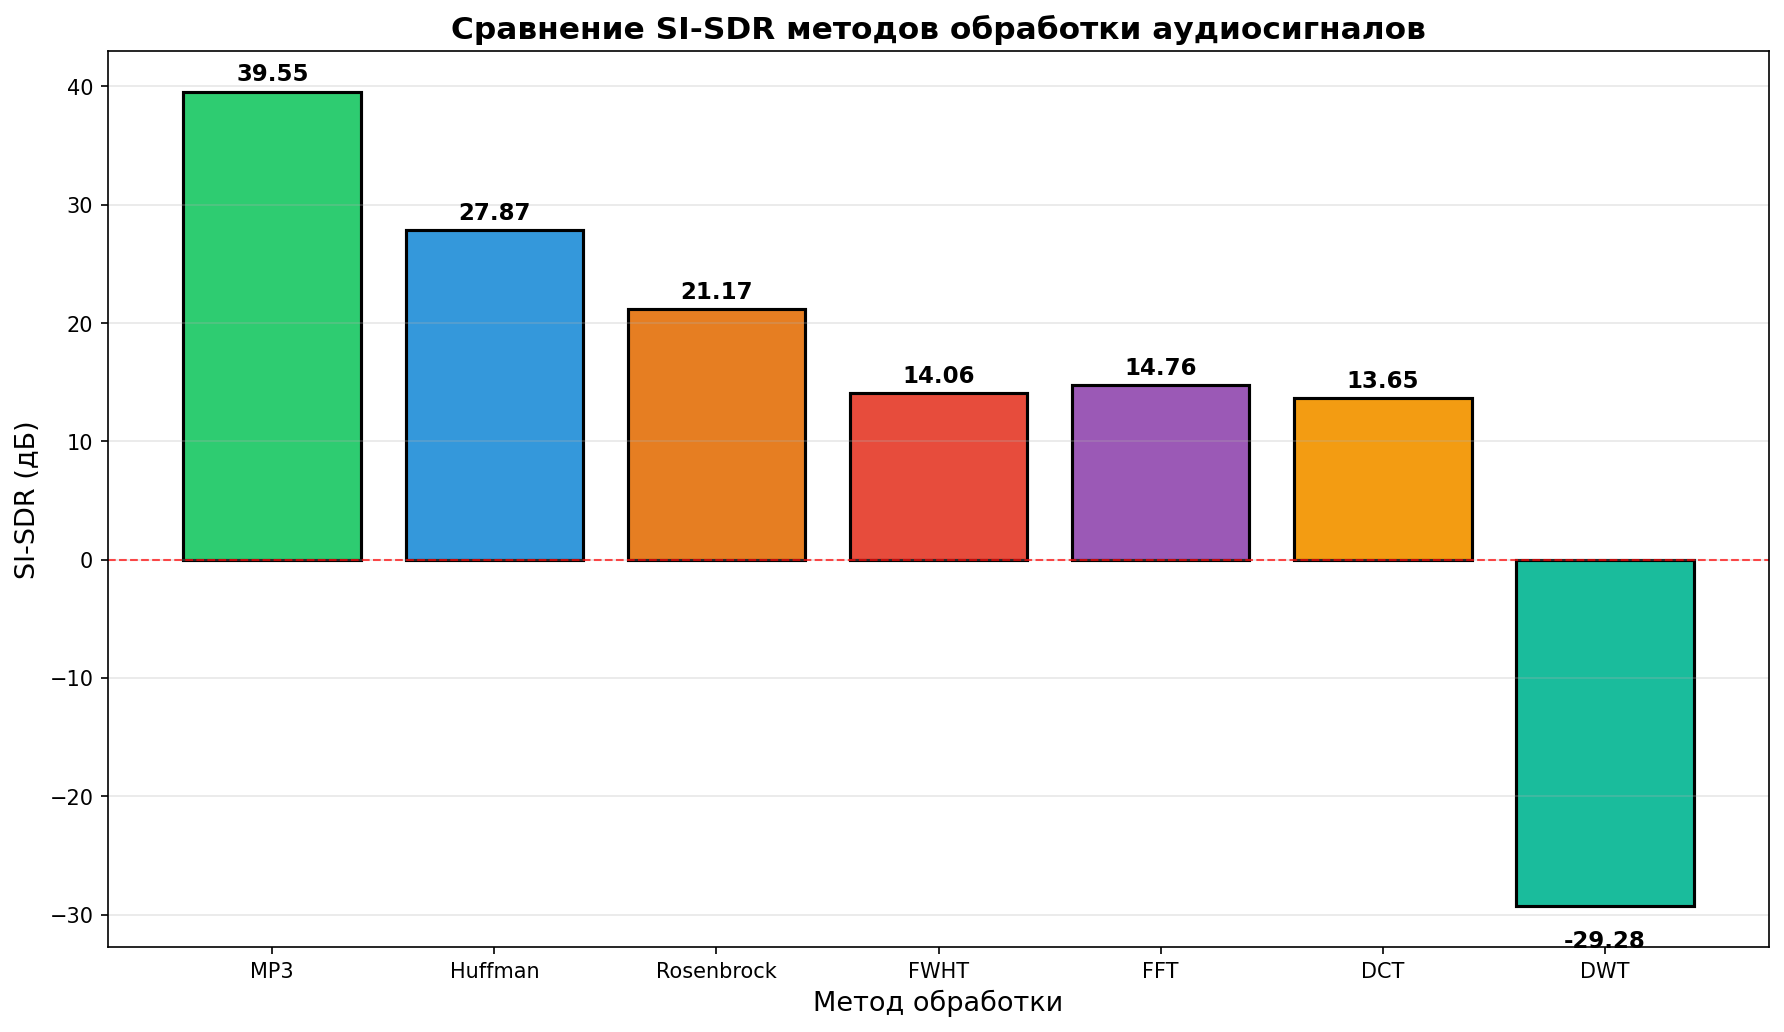 Сравнение SI-SDR методов обработки аудиосигналов
SI-SDR (дБ)
40
30
20
10
0
−10
−20
−30
39.55
27.87
21.17
14.06
14.76
13.65
-29.28
MP3
Huffman
Rosenbrock
FWHT
FFT
DCT
DWT
Метод обработки